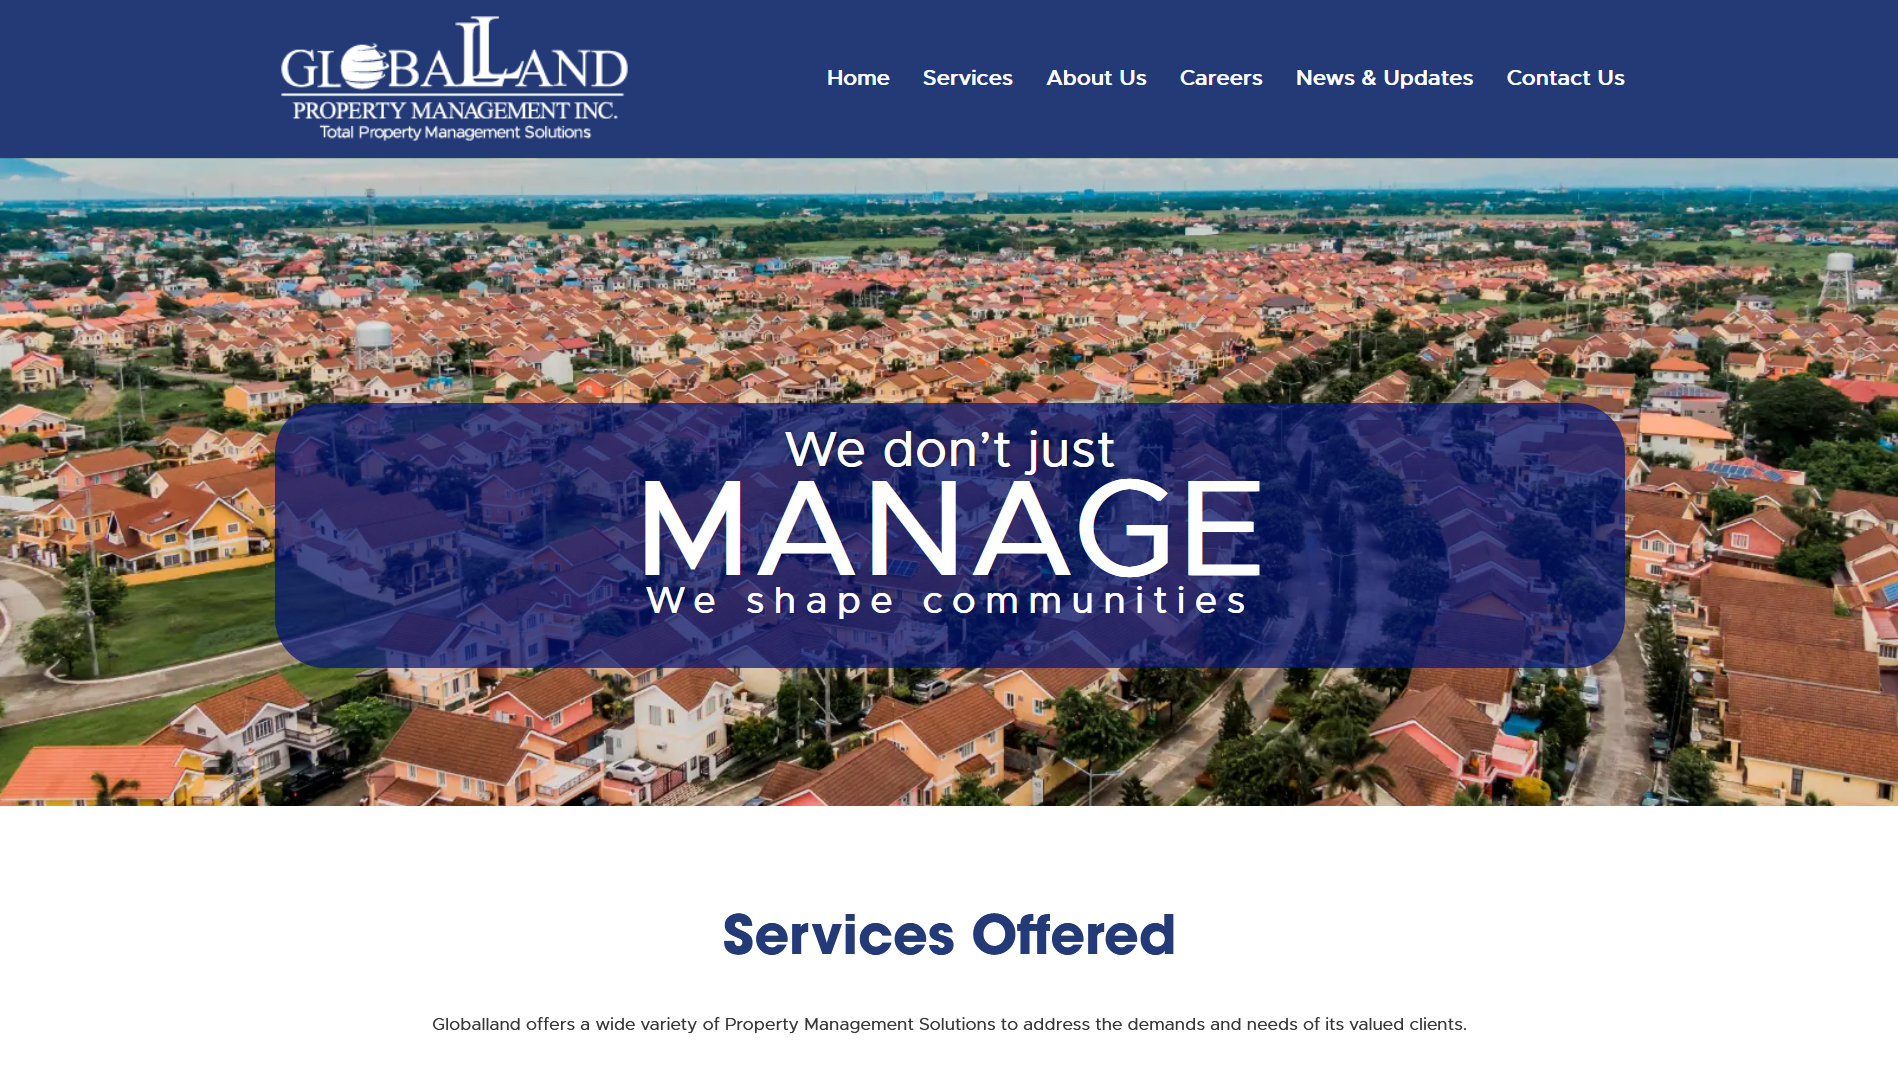 GLOBALLAND
PROPERTY MANAGEMENT INC.
Total Property Management Solutions
Home
Services
About Us
Careers
News & Updates
Contact Us
We don't just
MANAGE
We shape communities
Services Offered
Globalland offers a wide variety of Property Management Solutions to address the demands and needs of its valued clients.